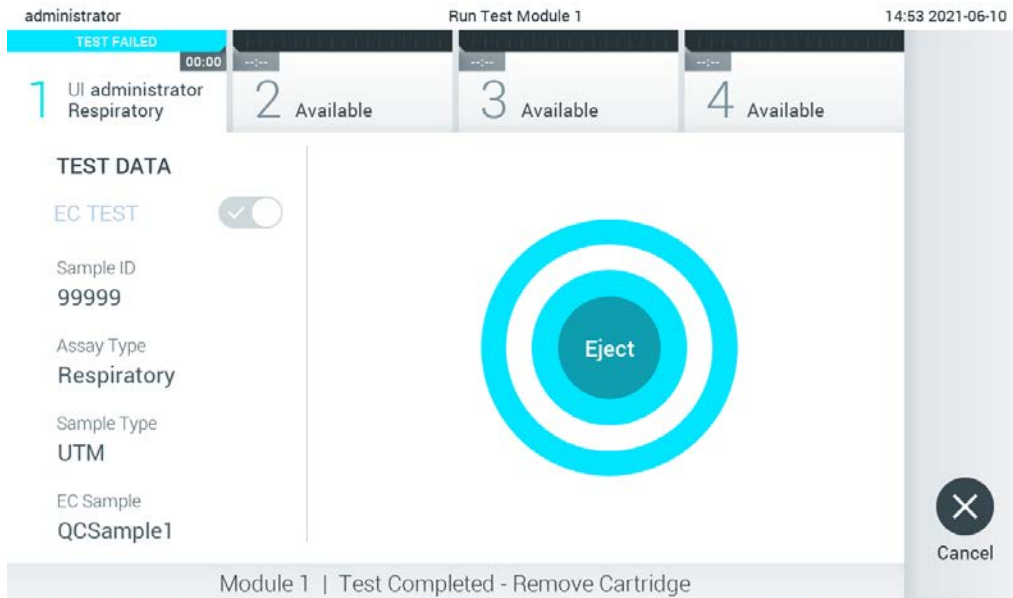 administrator Run Test Module 1 14:53 2021-06-10
TEST FAILED
00:00 --:-- --:-- --:--
1 UI administrator
Respiratory
2 Available
3 Available
4 Available
TEST DATA
EC TEST
Sample ID
99999
Assay Type
Respiratory
Sample Type
UTM
EC Sample
QCSample1
Eject
Cancel
Module 1 | Test Completed - Remove Cartridge